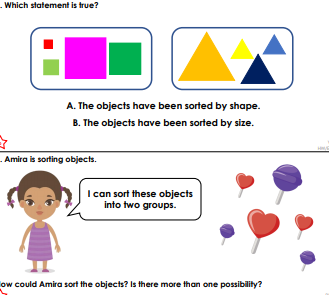 . Which statement is true?
A. The objects have been sorted by shape.
B. The objects have been sorted by size.
. Amira is sorting objects.
I can sort these objects
into two groups.
ow could Amira sort the objects? Is there more than one possibility?